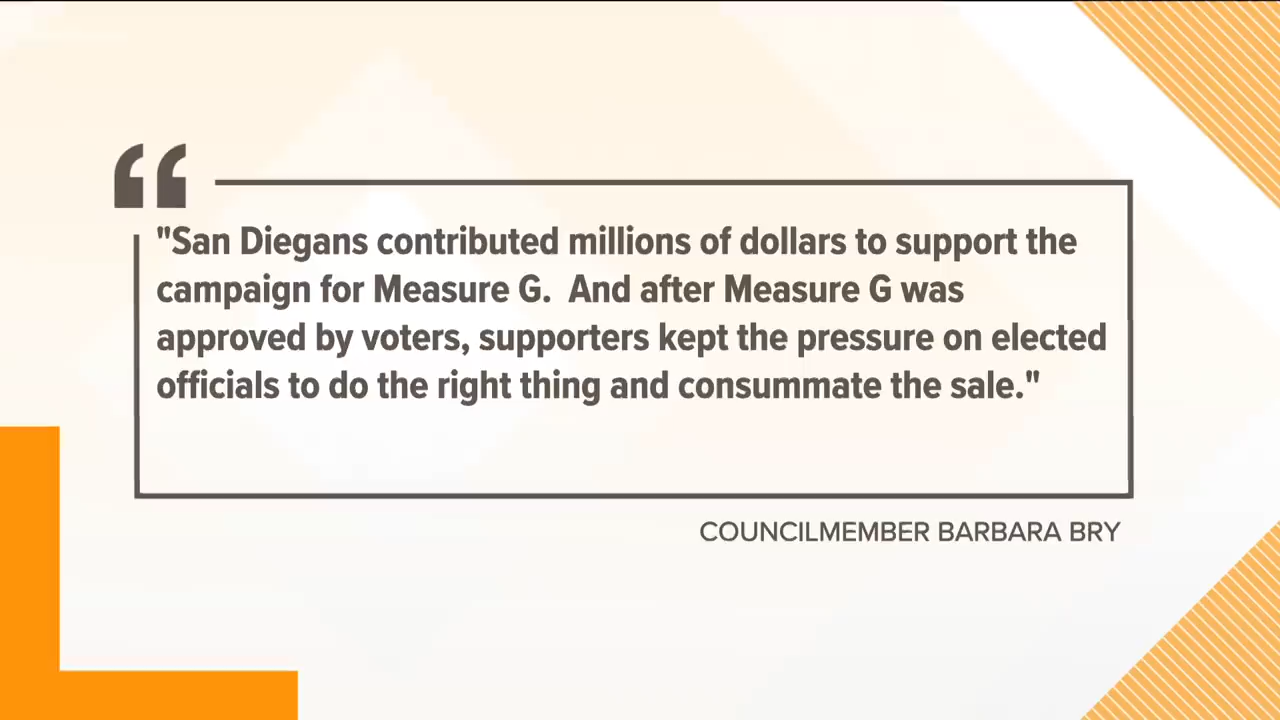 "San Diegans contributed millions of dollars to support the
campaign for Measure G.  And after Measure G was
approved by voters, supporters kept the pressure on elected
officials to do the right thing and consummate the sale."
COUNCILMEMBER BARBARA BRY